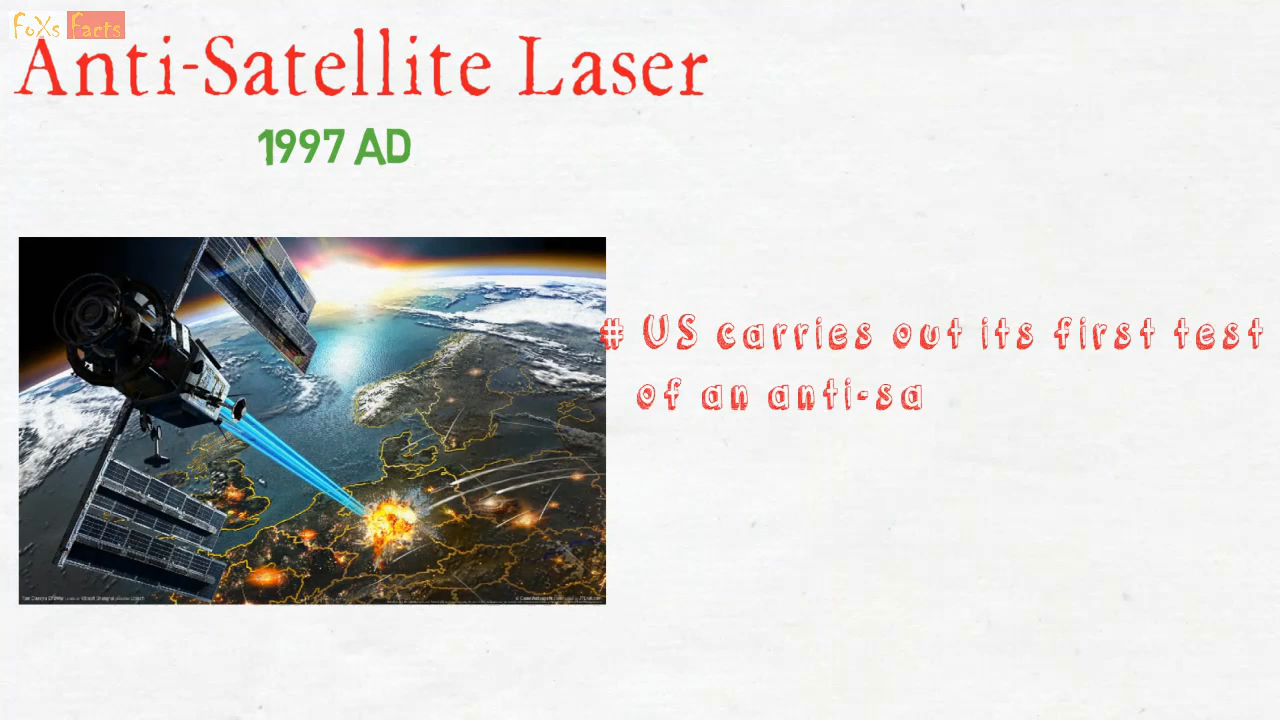 FoXs Facts
Anti-Satellite Laser
1997 AD
# US carries out its first test
of an anti-sa